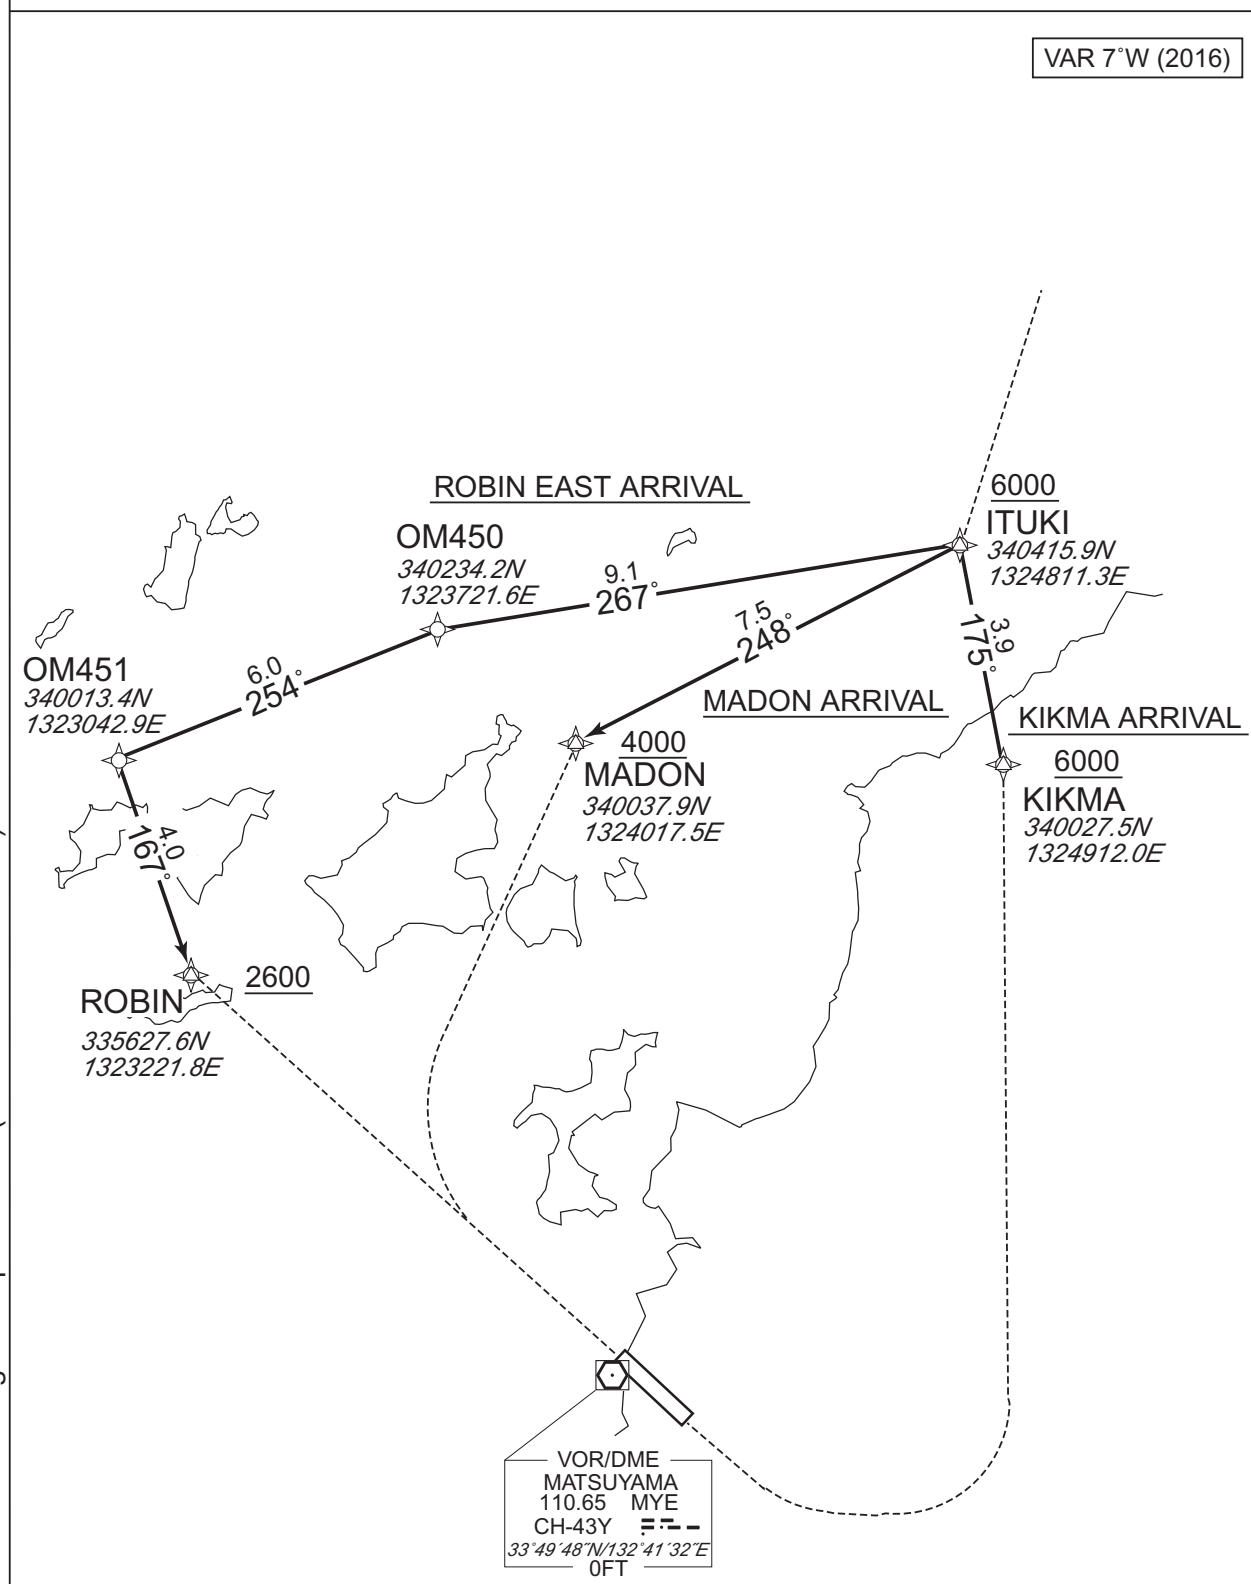 VAR 7°W (2016)
ROBIN EAST ARRIVAL
6000
ITUKI
340415.9N
1324811.3E
OM450
340234.2N
1323721.6E
9.1
267°
7.5
248°
3.9
175°
OM451
340013.4N
1323042.9E
6.0
254°
MADON ARRIVAL
KIKMA ARRIVAL
4000
MADON
340037.9N
1324017.5E
6000
KIKMA
340027.5N
1324912.0E
4.0
167°
2600
ROBIN
335627.6N
1323221.8E
VOR/DME
MATSUYAMA
110.65 MYE
CH-43Y
33°49´48"N/132°41´32"E
0FT